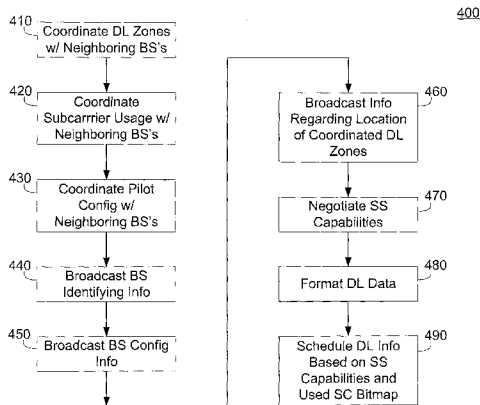 400
410
Coordinate DL Zones
w/ Neighboring BS's
420
Coordinate
Subcarrrier Usage w/
Neighboring BS's
430
Coordinate Pilot
Config w/
Neighboring BS's
440
Broadcast BS
Identifying Info
450
Broadcast BS Config
Info
460
Broadcast Info
Regarding Location
of Coordinated DL
Zones
470
Negotiate SS
Capabilities
480
Format DL Data
490
Schedule DL Info
Based on SS
Capabilities and
Used SC Bitmap